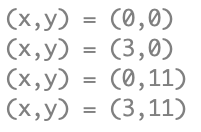 (x,y) = (0,0)
(x,y) = (3,0)
(x,y) = (0,11)
(x,y) = (3,11)